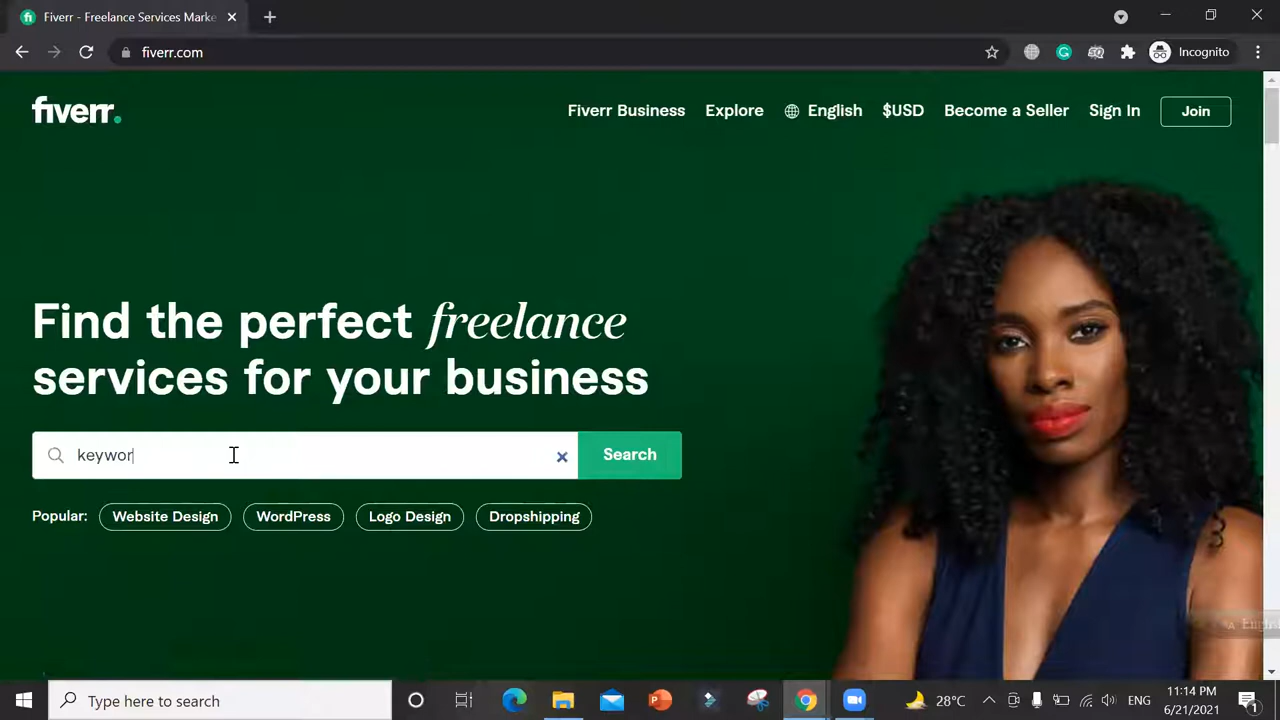 Fiverr - Freelance Services Marke
fiverr.com
Incognito
fiverr.
Fiverr Business Explore English $USD Become a Seller Sign In Join
Find the perfect freelance
services for your business
keywor
Search
Popular: Website Design WordPress Logo Design Dropshipping
Type here to search
28°C
ENG
11:14 PM
6/21/2021